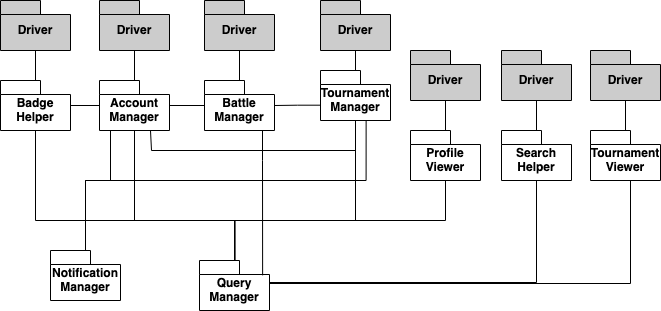 Driver
Driver
Driver
Driver
Driver
Driver
Driver
Badge
Helper
Account
Manager
Battle
Manager
Tournament
Manager
Profile
Viewer
Search
Helper
Tournament
Viewer
Notification
Manager
Query
Manager